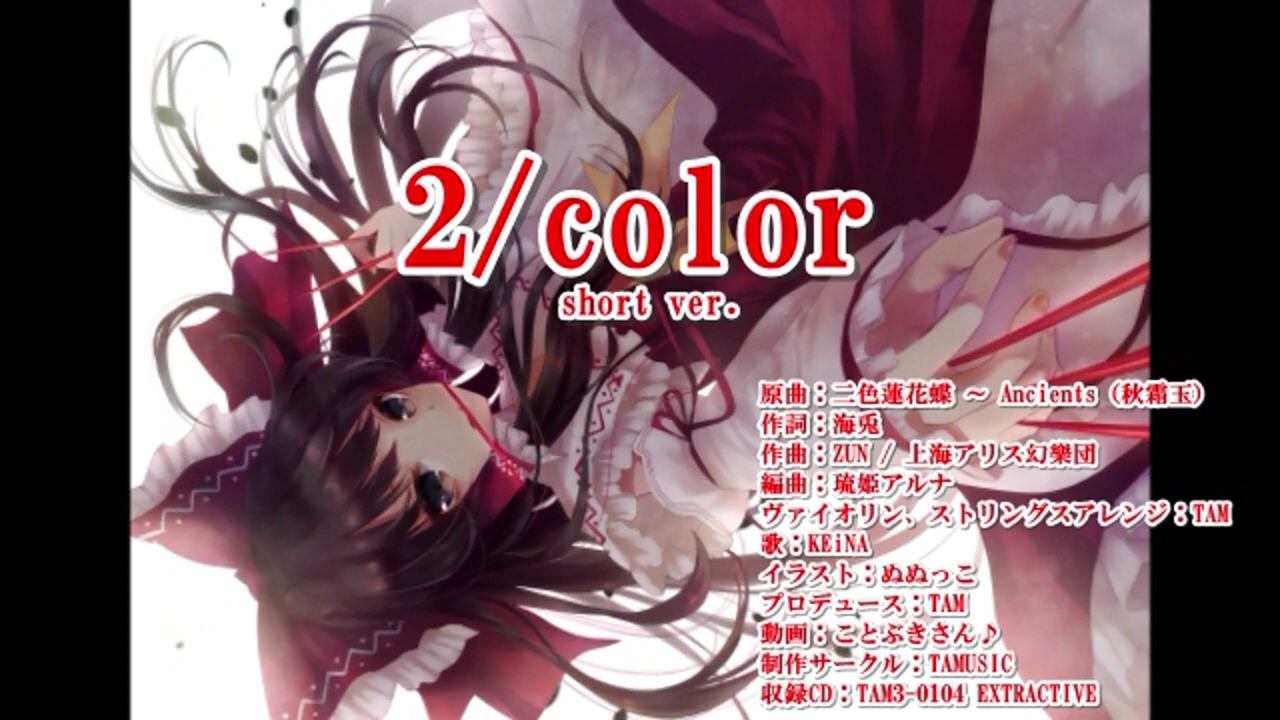 2/color
short ver.
原曲：二色蓮花蝶 ～ Ancients（秋霜玉）
作詞：海兎
作曲：ZUN / 上海アリス幻樂団
編曲：琉姫アルナ
ヴァイオリン、ストリングスアレンジ：TAM
歌：KEiNA
イラスト：ぬぬっこ
プロデュース：TAM
動画：ことぶきさん♪
制作サークル：TAMUSIC
収録CD：TAM3-0104 EXTRACTIVE